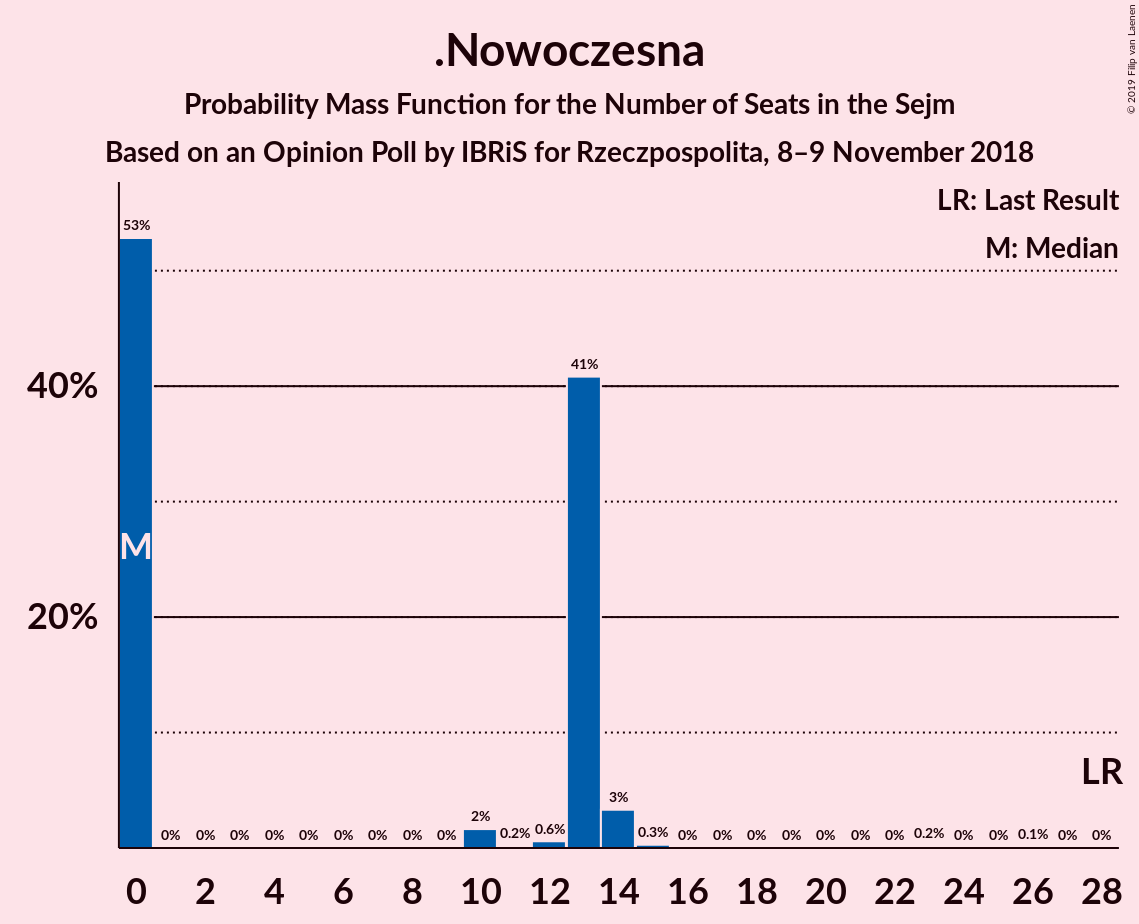 .Nowoczesna
Probability Mass Function for the Number of Seats in the Sejm
Based on an Opinion Poll by IBRiS for Rzeczpospolita, 8–9 November 2018
© 2019 Filip van Laenen
LR: Last Result
M: Median
53%
41%
40%
M
20%
LR
0% 0% 0% 0% 0% 0% 0% 0% 0% 2% 0.2% 0.6% 3% 0.3% 0% 0% 0% 0% 0% 0% 0% 0.2% 0% 0% 0.1% 0% 0%
0 2 4 6 8 10 12 14 16 18 20 22 24 26 28